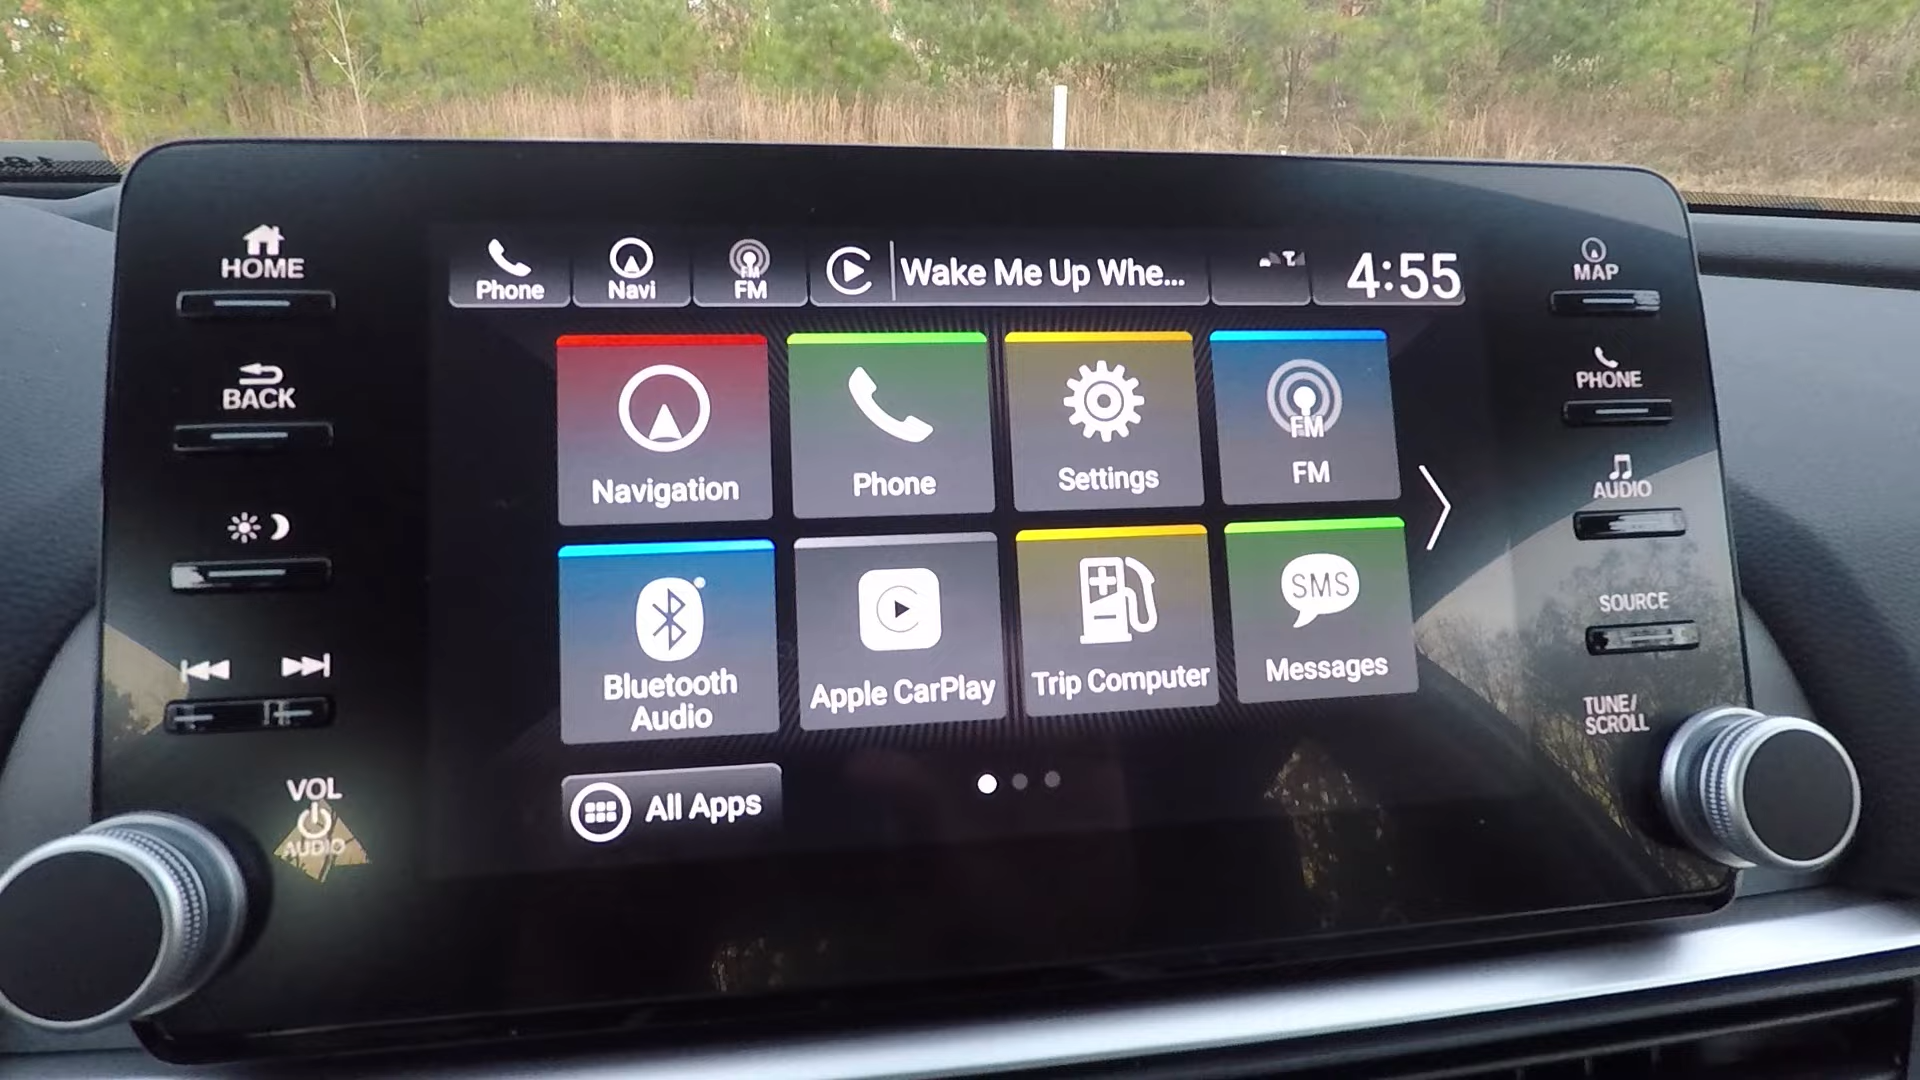 HOME
BACK
VOL
AUDIO
Phone
Navi
FM
FM
Wake Me Up Whe...
4:55
Navigation
Phone
Settings
FM
FM
Bluetooth
Audio
Apple CarPlay
Trip Computer
SMS
Messages
All Apps
MAP
PHONE
AUDIO
SOURCE
TUNE/
SCROLL